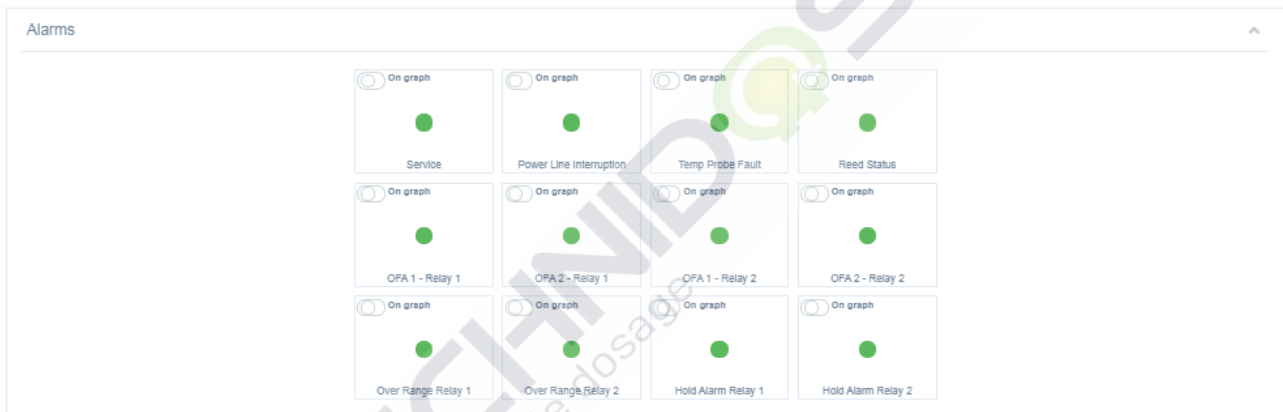 Alarms
On graph On graph On graph On graph
Service Power Line Interruption Temp Probe Fault Reed Status
On graph On graph On graph On graph
OFA 1 - Relay 1 OFA 2 - Relay 1 OFA 1 - Relay 2 OFA 2 - Relay 2
On graph On graph On graph On graph
Over Range Relay 1 Over Range Relay 2 Hold Alarm Relay 1 Hold Alarm Relay 2
CHNIDQS
dosage